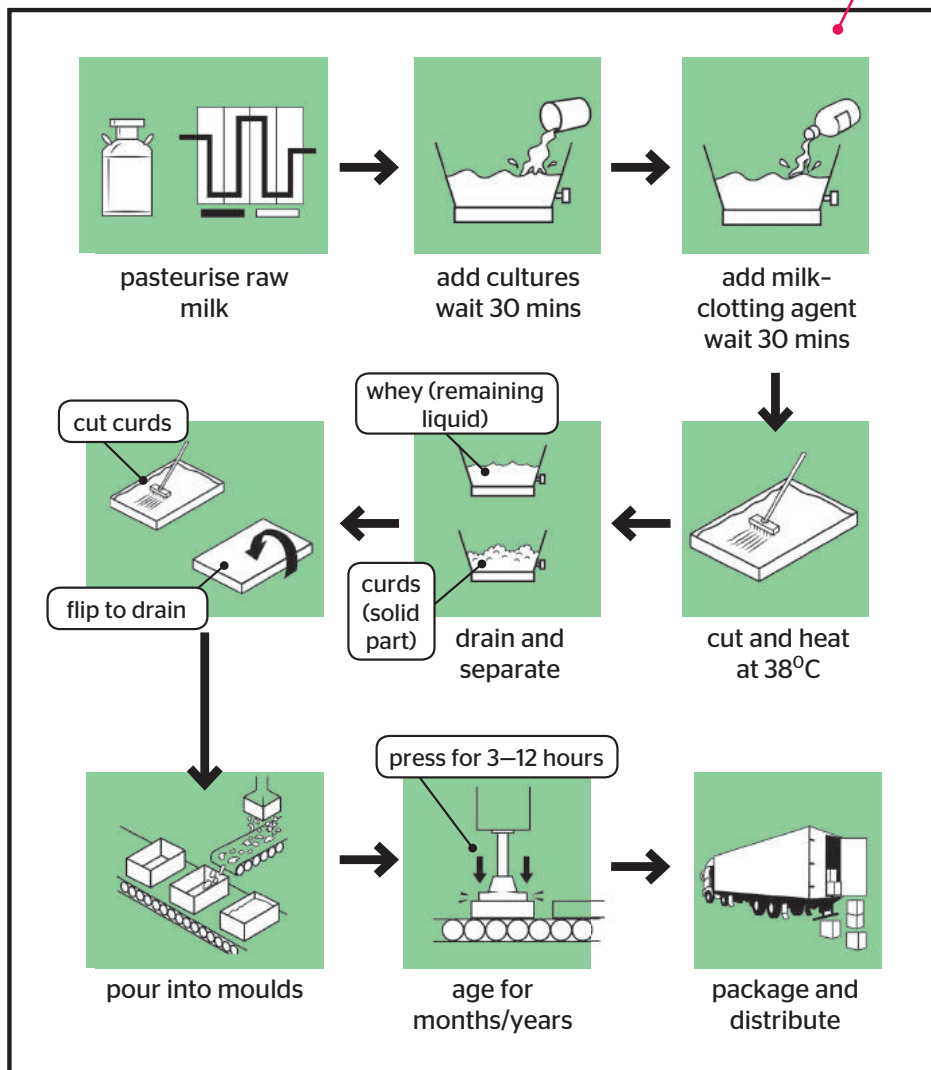 pasteurise raw
milk
add cultures
wait 30 mins
add milk-
clotting agent
wait 30 mins
cut and heat
at 38⁰C
whey (remaining
liquid)
curds
(solid
part)
drain and
separate
cut curds
flip to drain
pour into moulds
press for 3–12 hours
age for
months/years
package and
distribute